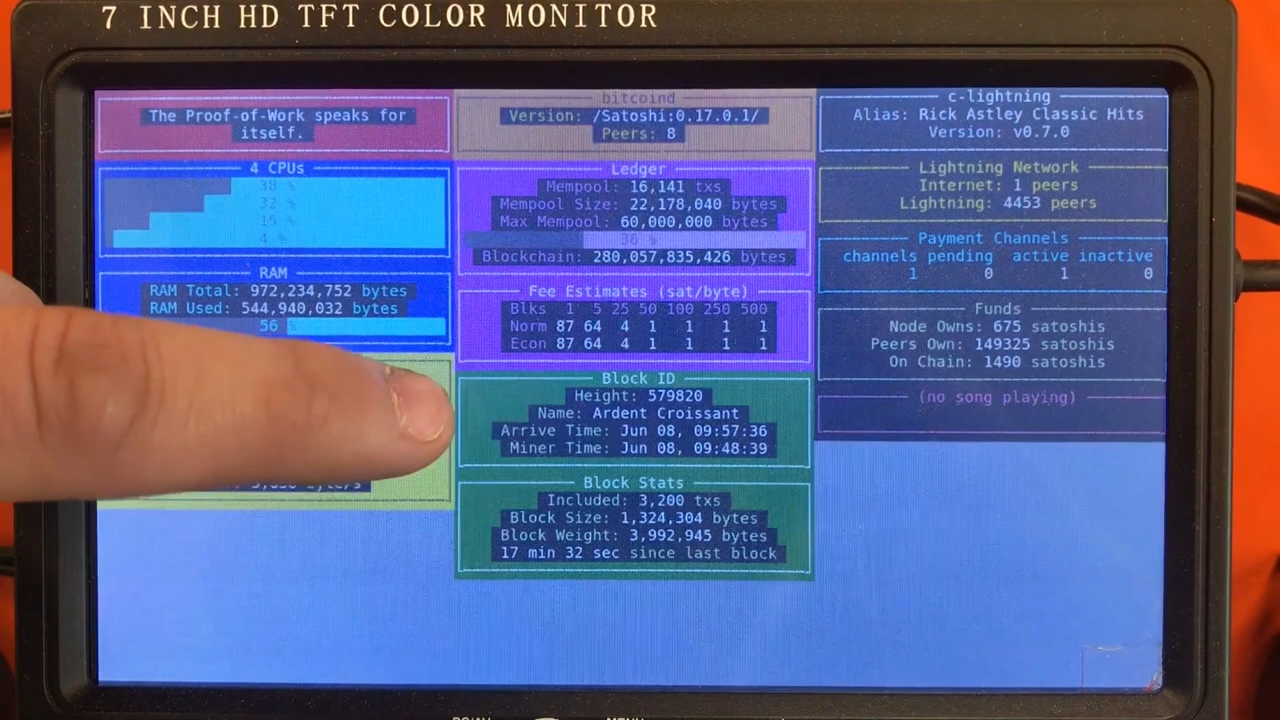 7 INCH HD TFT COLOR MONITOR
The Proof-of-Work speaks for
itself.
4 CPUs
38 %
32 %
15 %
4 %
RAM
RAM Total: 972,234,752 bytes
RAM Used: 544,940,032 bytes
56 %
bitcoind
Version: /Satoshi:0.17.0.1/
Peers: 8
Ledger
Mempool: 16,141 txs
Mempool Size: 22,178,040 bytes
Max Mempool: 60,000,000 bytes
36 %
Blockchain: 280,057,835,426 bytes
Fee Estimates (sat/byte)
Blks 1 5 25 50 100 250 500
Norm 87 64 4 1 1 1 1
Econ 87 64 4 1 1 1 1
Block ID
Height: 579820
Name: Ardent Croissant
Arrive Time: Jun 08, 09:57:36
Miner Time: Jun 08, 09:48:39
Block Stats
Included: 3,200 txs
Block Size: 1,324,304 bytes
Block Weight: 3,992,945 bytes
17 min 32 sec since last block
c-lightning
Alias: Rick Astley Classic Hits
Version: v0.7.0
Lightning Network
Internet: 1 peers
Lightning: 4453 peers
Payment Channels
channels pending active inactive
1 0 1 0
Funds
Node Owns: 675 satoshis
Peers Own: 149325 satoshis
On Chain: 1490 satoshis
(no song playing)